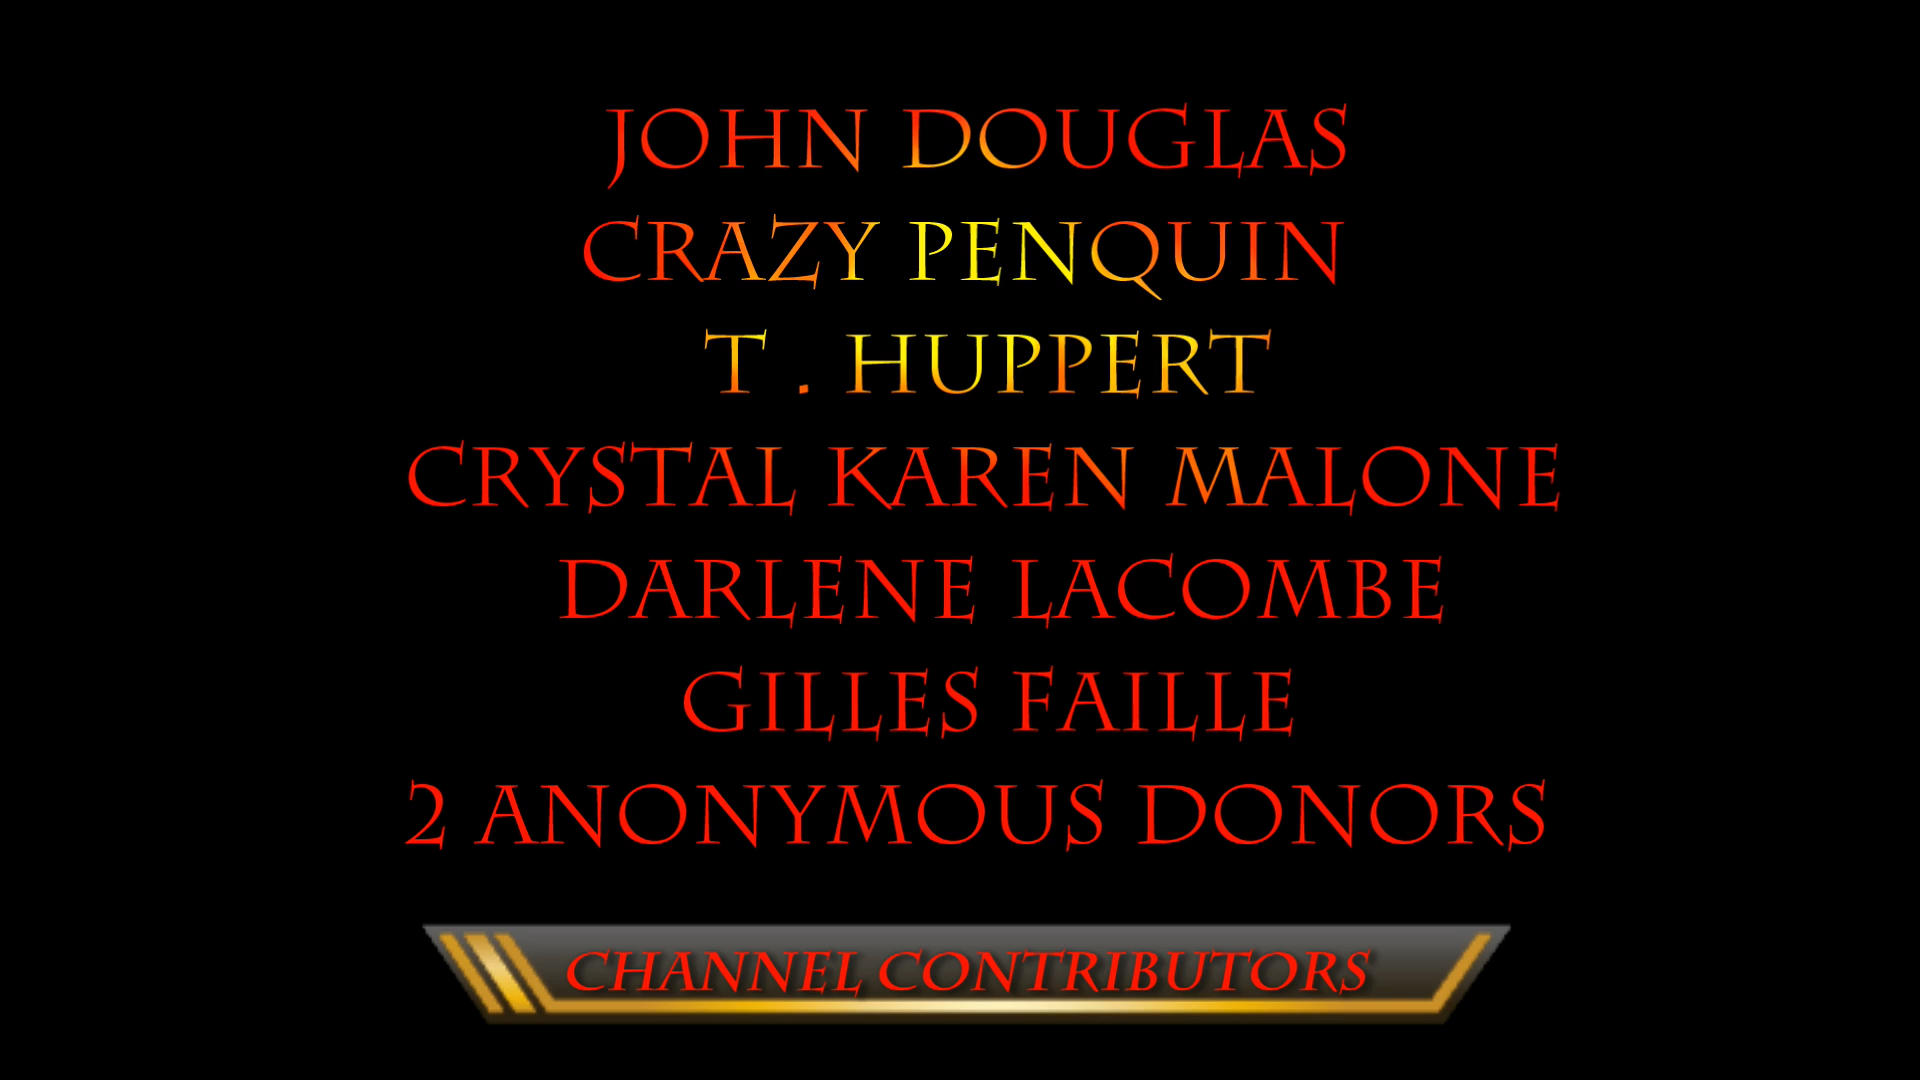 JOHN DOUGLAS
CRAZY PENQUIN
T . HUPPERT
CRYSTAL KAREN MALONE
DARLENE LACOMBE
GILLES FAILLE
2 ANONYMOUS DONORS
CHANNEL CONTRIBUTORS